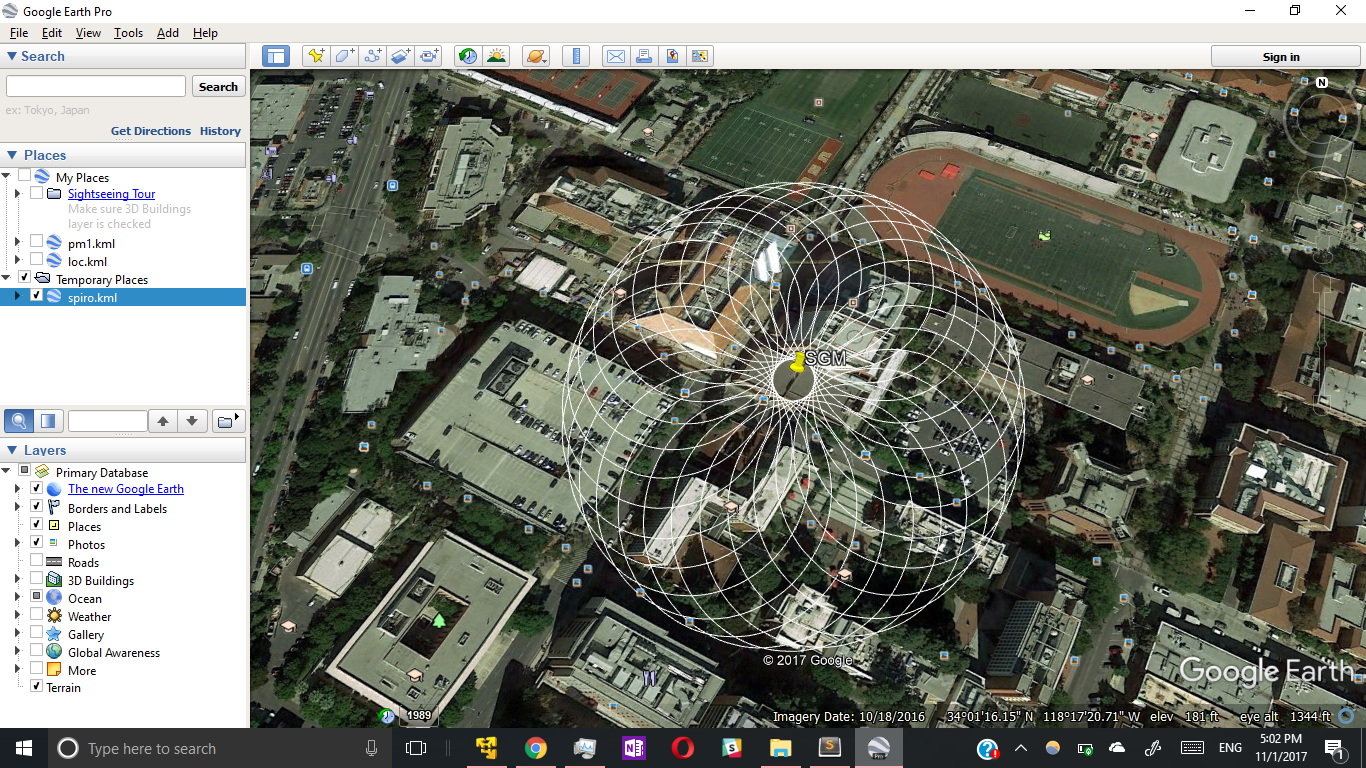 Google Earth Pro
File Edit View Tools Add Help
Search
Search
ex: Tokyo, Japan
Get Directions History
Places
My Places
Sightseeing Tour
Make sure 3D Buildings
layer is checked
pm1.kml
loc.kml
Temporary Places
spiro.kml
Layers
Primary Database
The new Google Earth
Borders and Labels
Places
Photos
Roads
3D Buildings
Ocean
Weather
Gallery
Global Awareness
More
Terrain
Sign in
N
SGM
© 2017 Google
Google Earth
1989
Imagery Date: 10/18/2016 34°01'16.15" N 118°17'20.71" W elev 181 ft eye alt 1344 ft
Type here to search
N
S
S
Pro
ENG
5:02 PM
11/1/2017
1